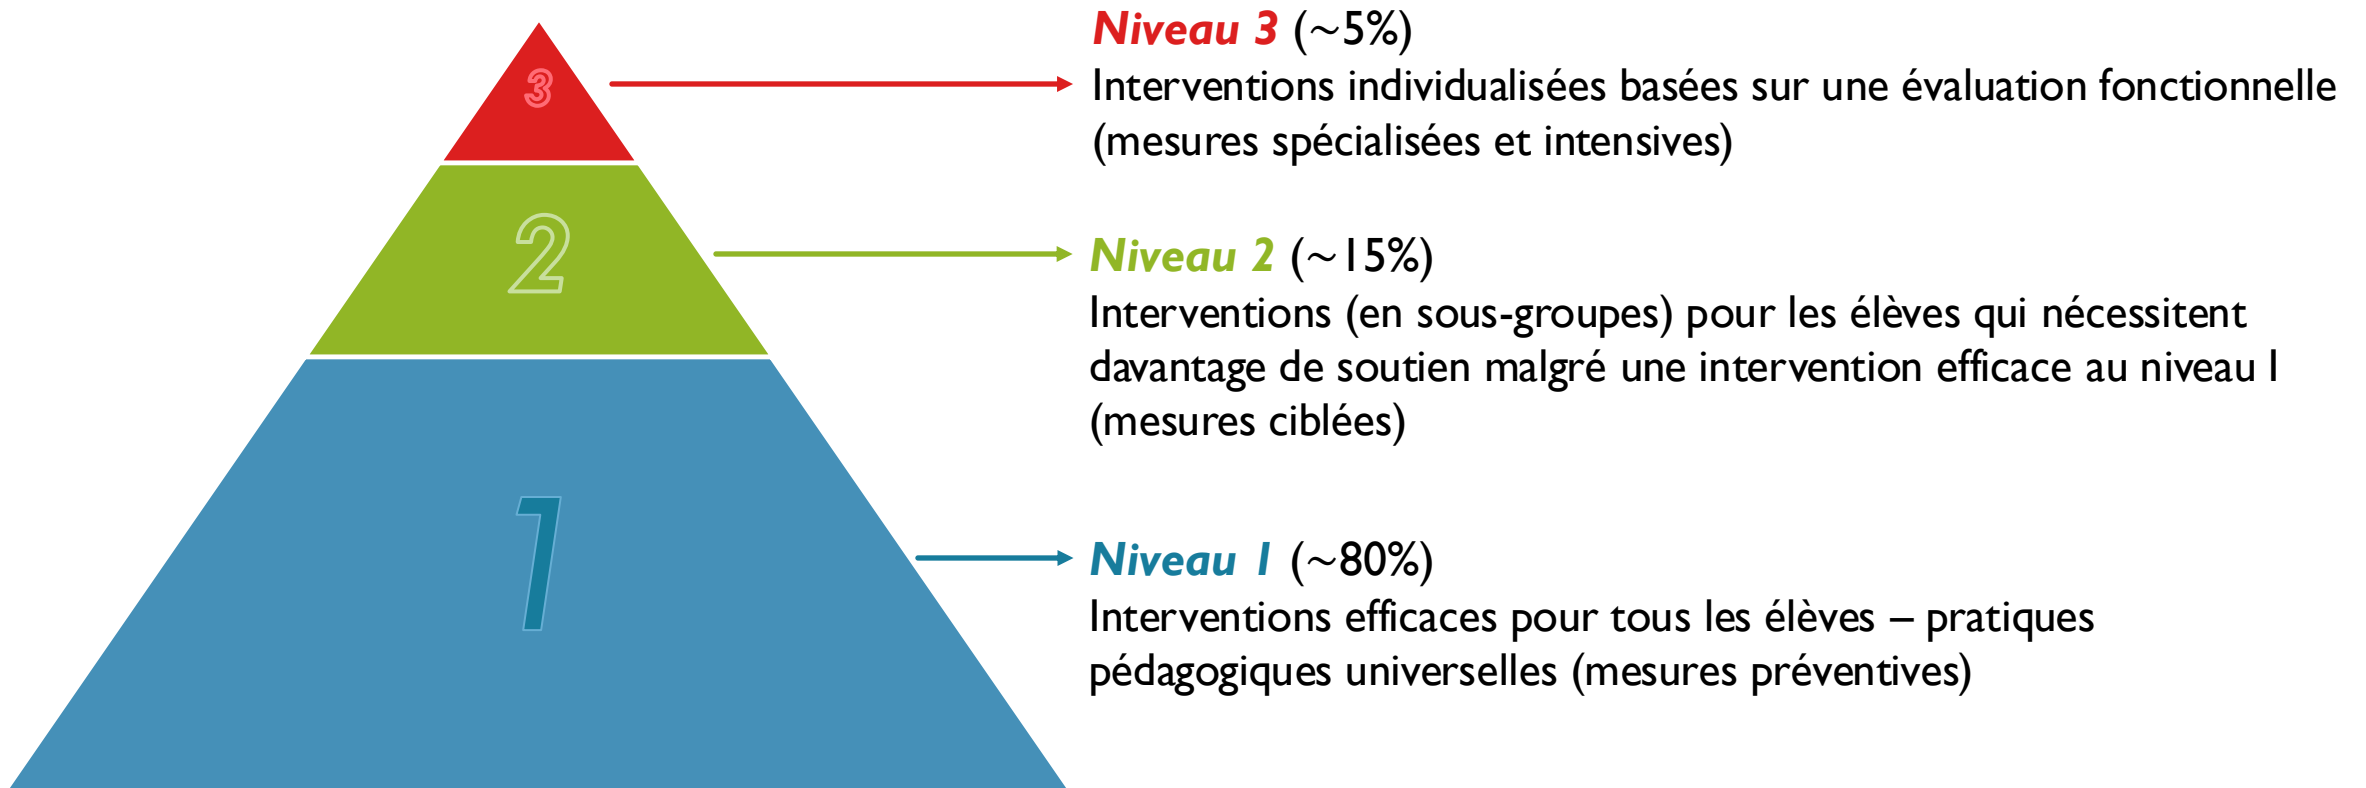 3
Niveau 3 (~5%)
Interventions individualisées basées sur une évaluation fonctionnelle
(mesures spécialisées et intensives)
2
Niveau 2 (~15%)
Interventions (en sous-groupes) pour les élèves qui nécessitent
davantage de soutien malgré une intervention efficace au niveau 1
(mesures ciblées)
1
Niveau 1 (~80%)
Interventions efficaces pour tous les élèves – pratiques
pédagogiques universelles (mesures préventives)